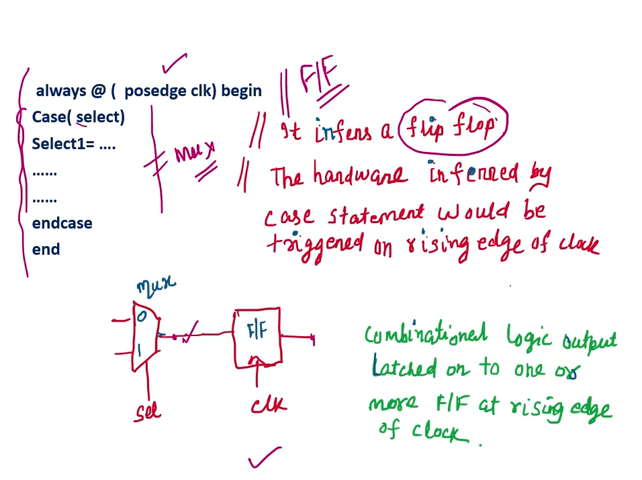 always @ ( posedge clk) begin
Case( select)
Select1= ....
......
......
endcase
end
mux
F/F
It infers a flip flop.
The hardware inferred by
case statement would be
triggered on rising edge of clock
mux
0
1
sel
F/F
clk
Combinational Logic output
Latched on to one or
more F/F at rising edge
of clock.